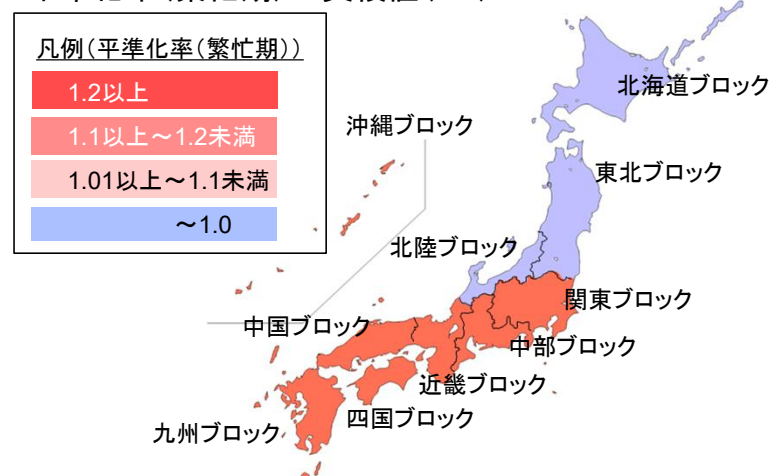 凡例(平準化率(繁忙期))
1.2以上
1.1以上～1.2未満
1.01以上～1.1未満
～1.0
北海道ブロック
沖縄ブロック
東北ブロック
北陸ブロック
関東ブロック
中国ブロック
中部ブロック
近畿ブロック
四国ブロック
九州ブロック